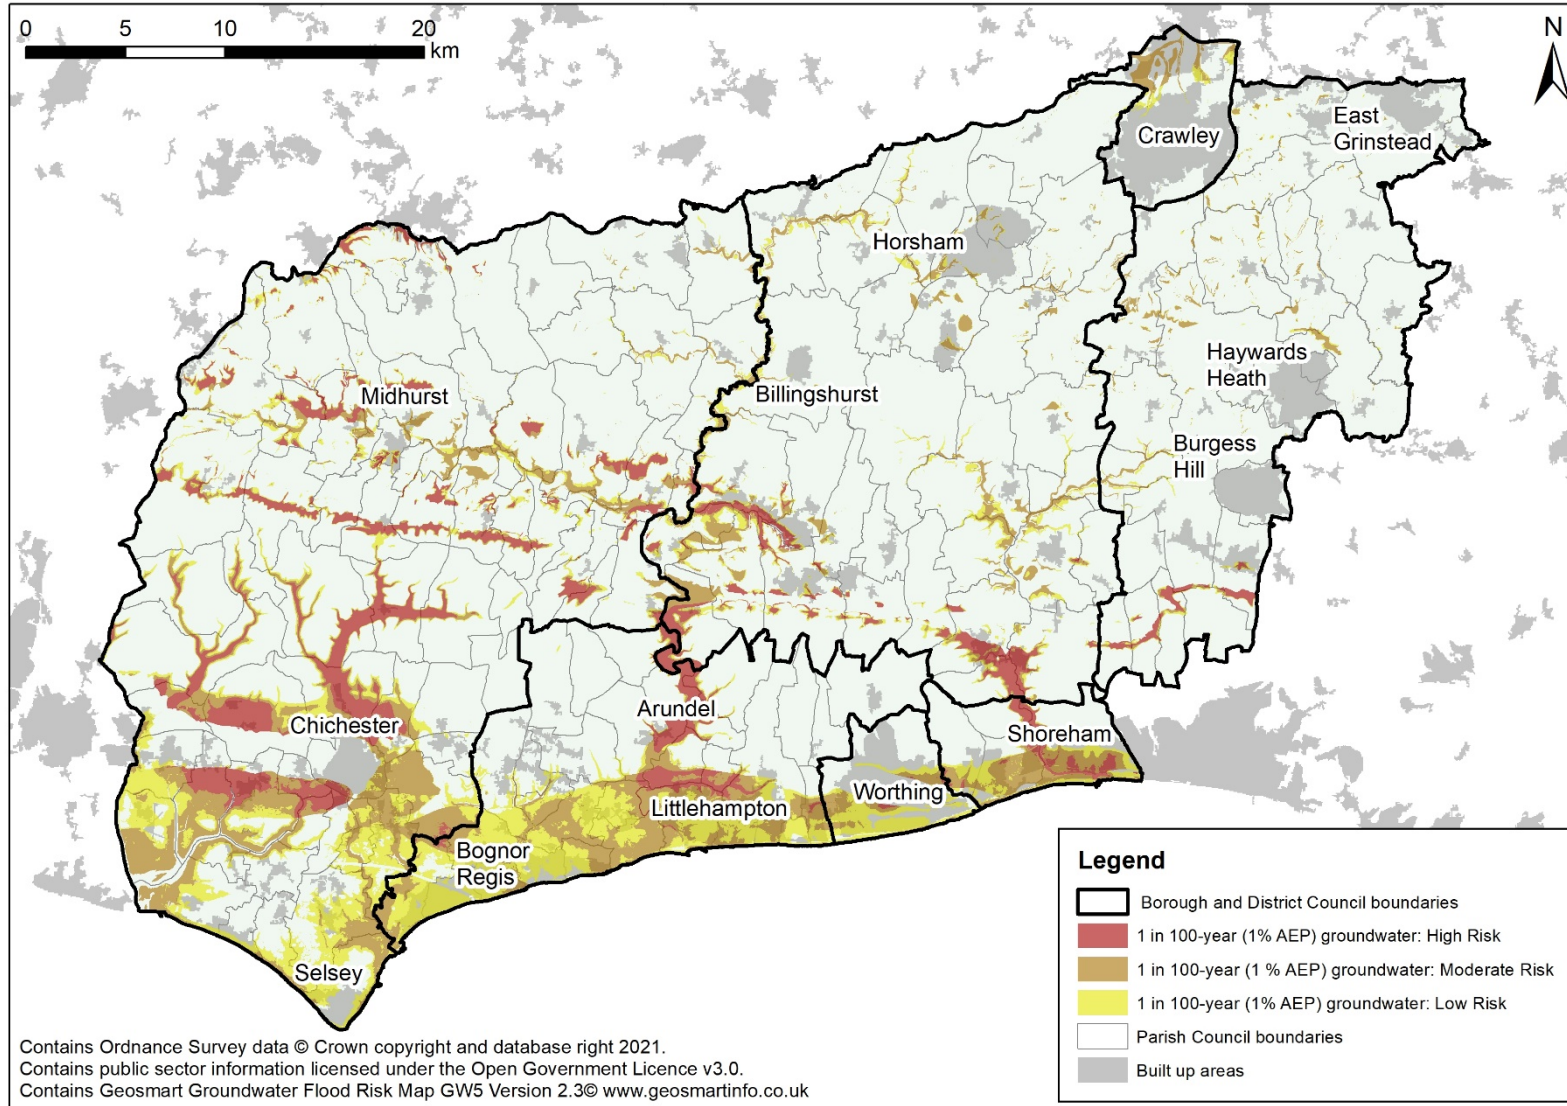 0 5 10 20
km
N
Crawley
East
Grinstead
Horsham
Haywards
Heath
Midhurst
Billingshurst
Burgess
Hill
Arundel
Chichester
Shoreham
Worthing
Littlehampton
Bognor
Regis
Selsey
Legend
Borough and District Council boundaries
1 in 100-year (1% AEP) groundwater: High Risk
1 in 100-year (1 % AEP) groundwater: Moderate Risk
1 in 100-year (1% AEP) groundwater: Low Risk
Parish Council boundaries
Built up areas
Contains Ordnance Survey data © Crown copyright and database right 2021.
Contains public sector information licensed under the Open Government Licence v3.0.
Contains Geosmart Groundwater Flood Risk Map GW5 Version 2.3© www.geosmartinfo.co.uk